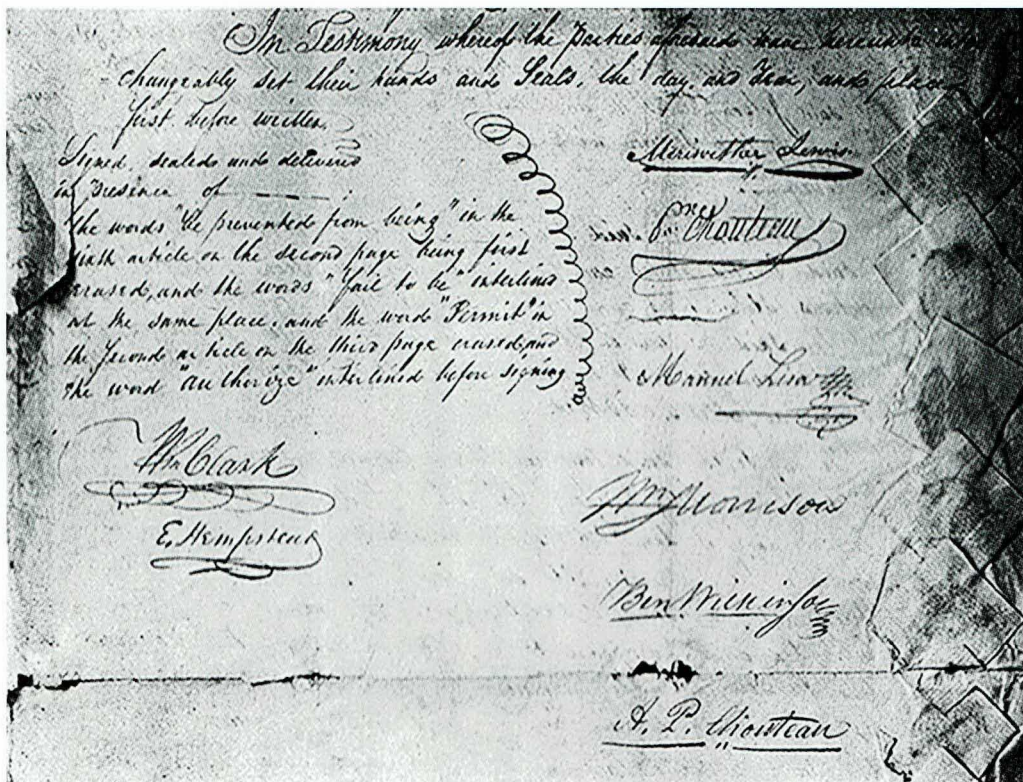 In Testimony whereof the Parties aforesaid have hereunto inter
changeably set their hands and Seals, the day, and Year, and place
first before written.
Signed, sealed and delivered
in Presence of
The words "be prevented from being" in the
ninth article on the second page being first
erased, and the words "fail to be" interlined
at the same place, and the word "Permit" in
the second article on the third page erased, and
the word "authorize" interlined before signing
Wm Clark
E. Hempstead
Meriwether Lewis
Pre Chouteau
Manuel Lisa
Wm Morrison
Ben Wilkinson
A. P. Chouteau